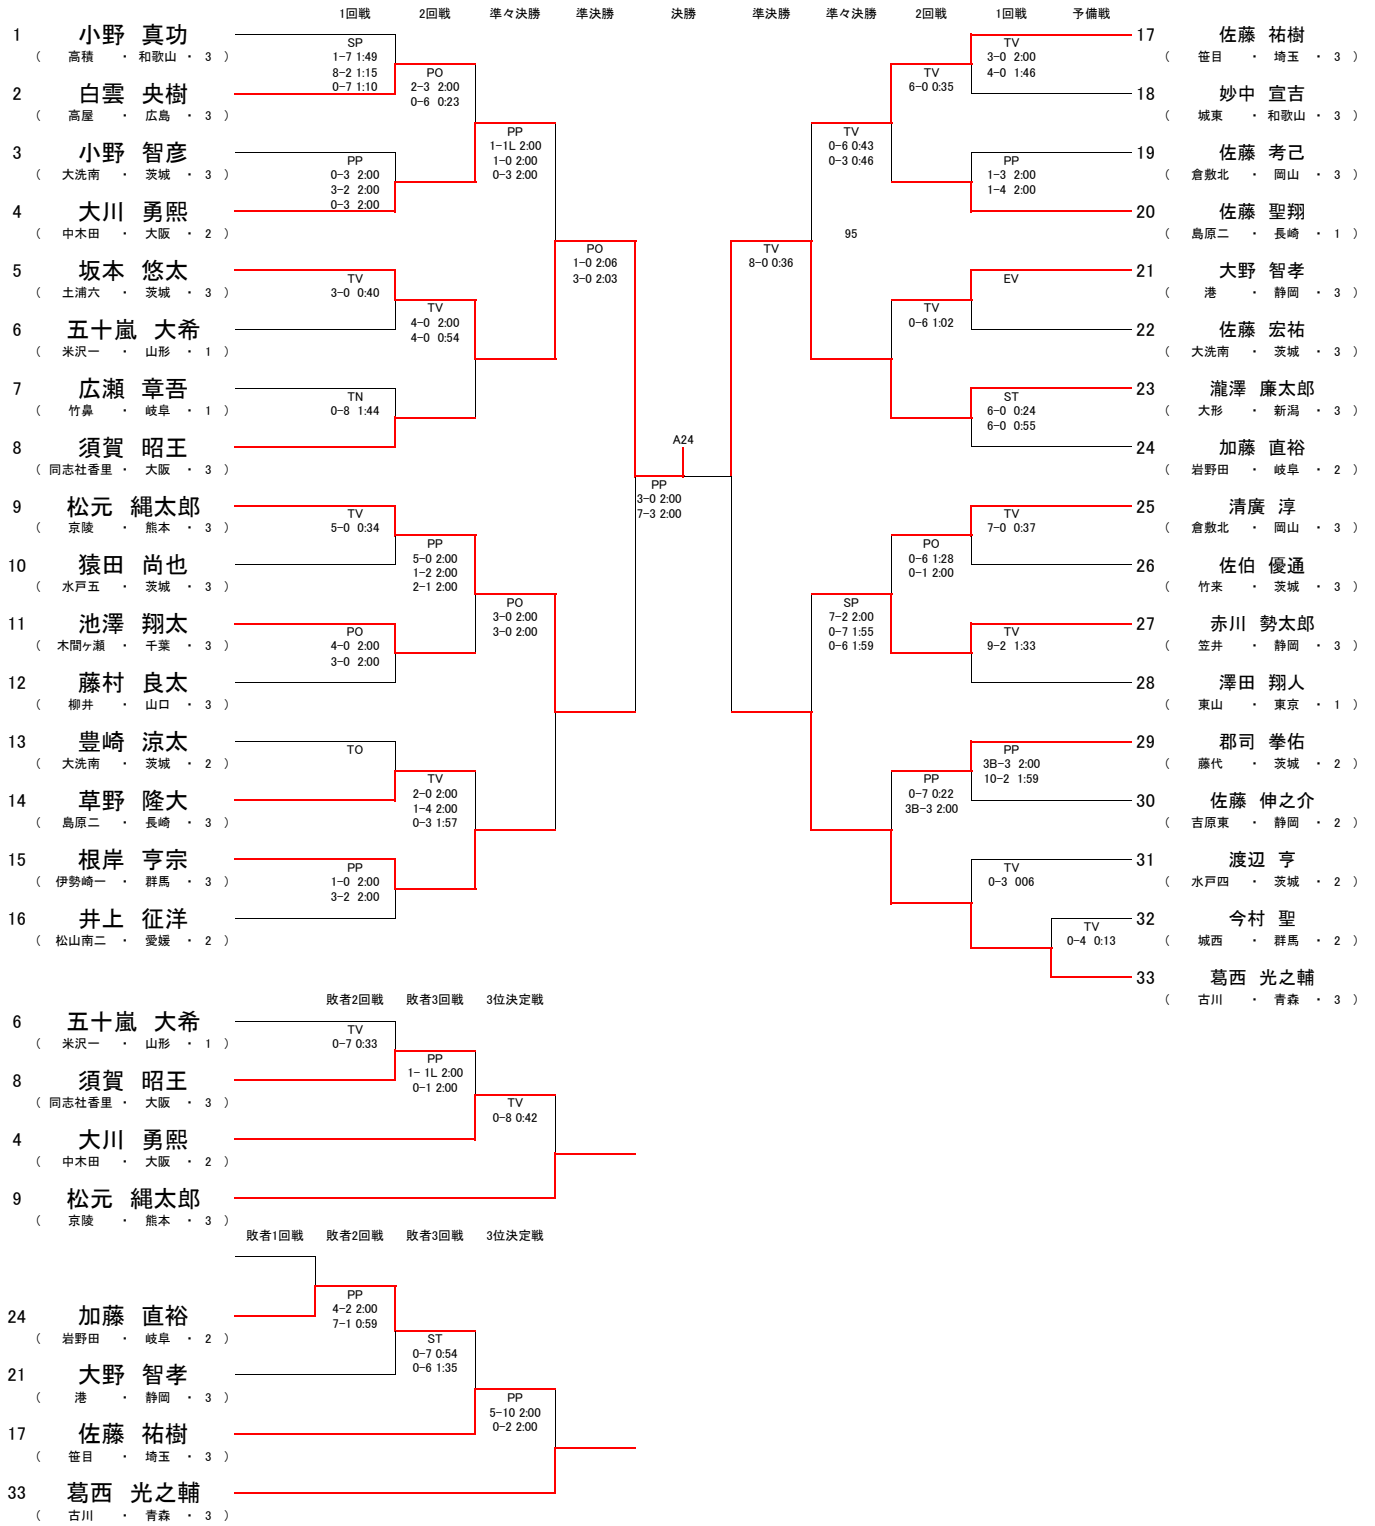 1回戦 2回戦 準々決勝 準決勝 決勝 準決勝 準々決勝 2回戦 1回戦 予備戦
1 小野 真功
( 高積 ・ 和歌山 ・ 3 )
SP
1-7 1:49
8-2 1:15
0-7 1:10
2 白雲 央樹
( 高屋 ・ 広島 ・ 3 )
PO
2-3 2:00
0-6 0:23
3 小野 智彦
( 大洗南 ・ 茨城 ・ 3 )
PP
0-3 2:00
3-2 2:00
0-3 2:00
4 大川 勇熙
( 中木田 ・ 大阪 ・ 2 )
PP
1-1L 2:00
1-0 2:00
0-3 2:00
5 坂本 悠太
( 土浦六 ・ 茨城 ・ 3 )
TV
3-0 0:40
6 五十嵐 大希
( 米沢一 ・ 山形 ・ 1 )
TV
4-0 2:00
4-0 0:54
7 広瀬 章吾
( 竹鼻 ・ 岐阜 ・ 1 )
TN
0-8 1:44
8 須賀 昭王
( 同志社香里 ・ 大阪 ・ 3 )
PO
1-0 2:06
3-0 2:03
9 松元 縄太郎
( 京陵 ・ 熊本 ・ 3 )
TV
5-0 0:34
10 猿田 尚也
( 水戸五 ・ 茨城 ・ 3 )
PP
5-0 2:00
1-2 2:00
2-1 2:00
11 池澤 翔太
( 木間ヶ瀬 ・ 千葉 ・ 3 )
PO
4-0 2:00
3-0 2:00
12 藤村 良太
( 柳井 ・ 山口 ・ 3 )
PO
3-0 2:00
3-0 2:00
13 豊崎 涼太
( 大洗南 ・ 茨城 ・ 2 )
TO
14 草野 隆大
( 島原二 ・ 長崎 ・ 3 )
TV
2-0 2:00
1-4 2:00
0-3 1:57
15 根岸 亨宗
( 伊勢崎一 ・ 群馬 ・ 3 )
PP
1-0 2:00
3-2 2:00
16 井上 征洋
( 松山南二 ・ 愛媛 ・ 2 )
A24
PP
3-0 2:00
7-3 2:00
17 佐藤 祐樹
( 笹目 ・ 埼玉 ・ 3 )
TV
3-0 2:00
4-0 1:46
18 妙中 宣吉
( 城東 ・ 和歌山 ・ 3 )
TV
6-0 0:35
19 佐藤 考己
( 倉敷北 ・ 岡山 ・ 3 )
PP
1-3 2:00
1-4 2:00
20 佐藤 聖翔
( 島原二 ・ 長崎 ・ 1 )
TV
0-6 0:43
0-3 0:46
95
21 大野 智孝
( 港 ・ 静岡 ・ 3 )
EV
22 佐藤 宏祐
( 大洗南 ・ 茨城 ・ 3 )
TV
0-6 1:02
23 瀧澤 廉太郎
( 大形 ・ 新潟 ・ 3 )
ST
6-0 0:24
6-0 0:55
24 加藤 直裕
( 岩野田 ・ 岐阜 ・ 2 )
TV
8-0 0:36
25 清廣 淳
( 倉敷北 ・ 岡山 ・ 3 )
TV
7-0 0:37
26 佐伯 優通
( 竹来 ・ 茨城 ・ 3 )
PO
0-6 1:28
0-1 2:00
27 赤川 勢太郎
( 笠井 ・ 静岡 ・ 3 )
TV
9-2 1:33
28 澤田 翔人
( 東山 ・ 東京 ・ 1 )
SP
7-2 2:00
0-7 1:55
0-6 1:59
29 郡司 拳佑
( 藤代 ・ 茨城 ・ 2 )
PP
3B-3 2:00
10-2 1:59
30 佐藤 伸之介
( 吉原東 ・ 静岡 ・ 2 )
PP
0-7 0:22
3B-3 2:00
31 渡辺 亨
( 水戸四 ・ 茨城 ・ 2 )
TV
0-3 006
32 今村 聖
( 城西 ・ 群馬 ・ 2 )
TV
0-4 0:13
33 葛西 光之輔
( 古川 ・ 青森 ・ 3 )
敗者2回戦 敗者3回戦 3位決定戦
6 五十嵐 大希
( 米沢一 ・ 山形 ・ 1 )
TV
0-7 0:33
8 須賀 昭王
( 同志社香里 ・ 大阪 ・ 3 )
PP
1- 1L 2:00
0-1 2:00
4 大川 勇熙
( 中木田 ・ 大阪 ・ 2 )
TV
0-8 0:42
9 松元 縄太郎
( 京陵 ・ 熊本 ・ 3 )
敗者1回戦 敗者2回戦 敗者3回戦 3位決定戦
PP
4-2 2:00
7-1 0:59
24 加藤 直裕
( 岩野田 ・ 岐阜 ・ 2 )
ST
0-7 0:54
0-6 1:35
21 大野 智孝
( 港 ・ 静岡 ・ 3 )
PP
5-10 2:00
0-2 2:00
17 佐藤 祐樹
( 笹目 ・ 埼玉 ・ 3 )
33 葛西 光之輔
( 古川 ・ 青森 ・ 3 )